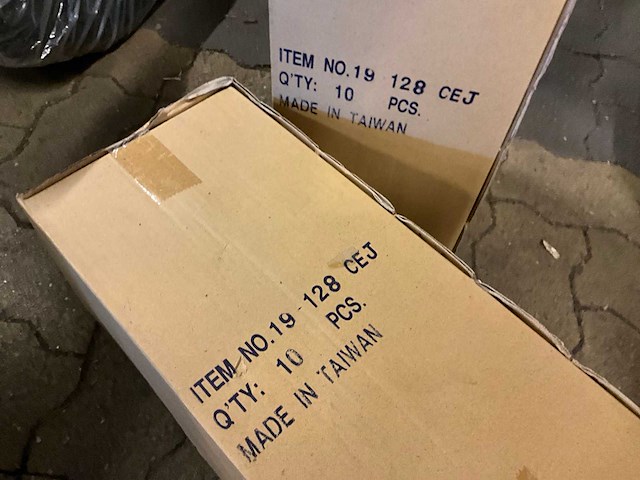 ITEM NO.19 128 CEJ
Q'TY: 10 PCS.
MADE IN TAIWAN
ITEM NO.19 128 CEJ
Q'TY: 10 PCS.
MADE IN TAIWAN